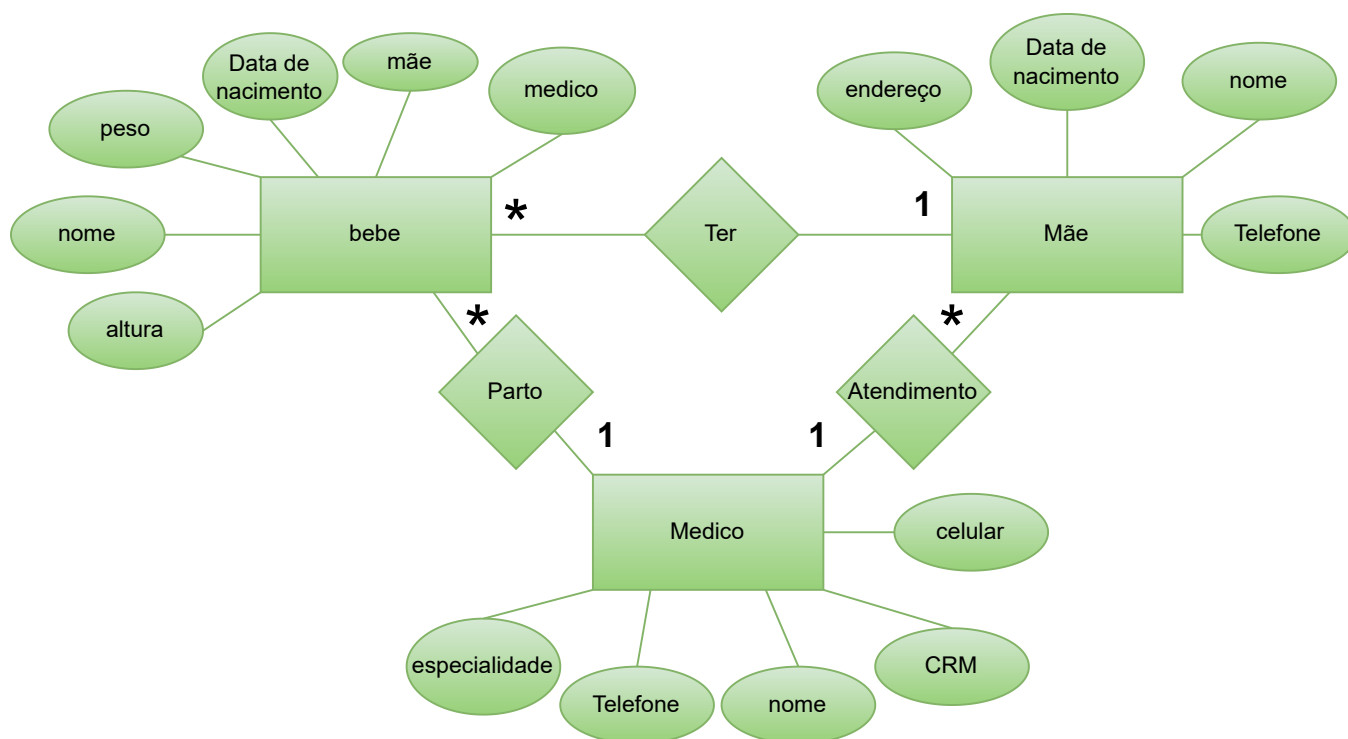 Data de
nacimento
mãe
medico
peso
nome
altura
bebe
*
Ter
1
endereço
Data de
nacimento
nome
Mãe
Telefone
*
Parto
1
*
Atendimento
1
Medico
celular
especialidade
Telefone
nome
CRM